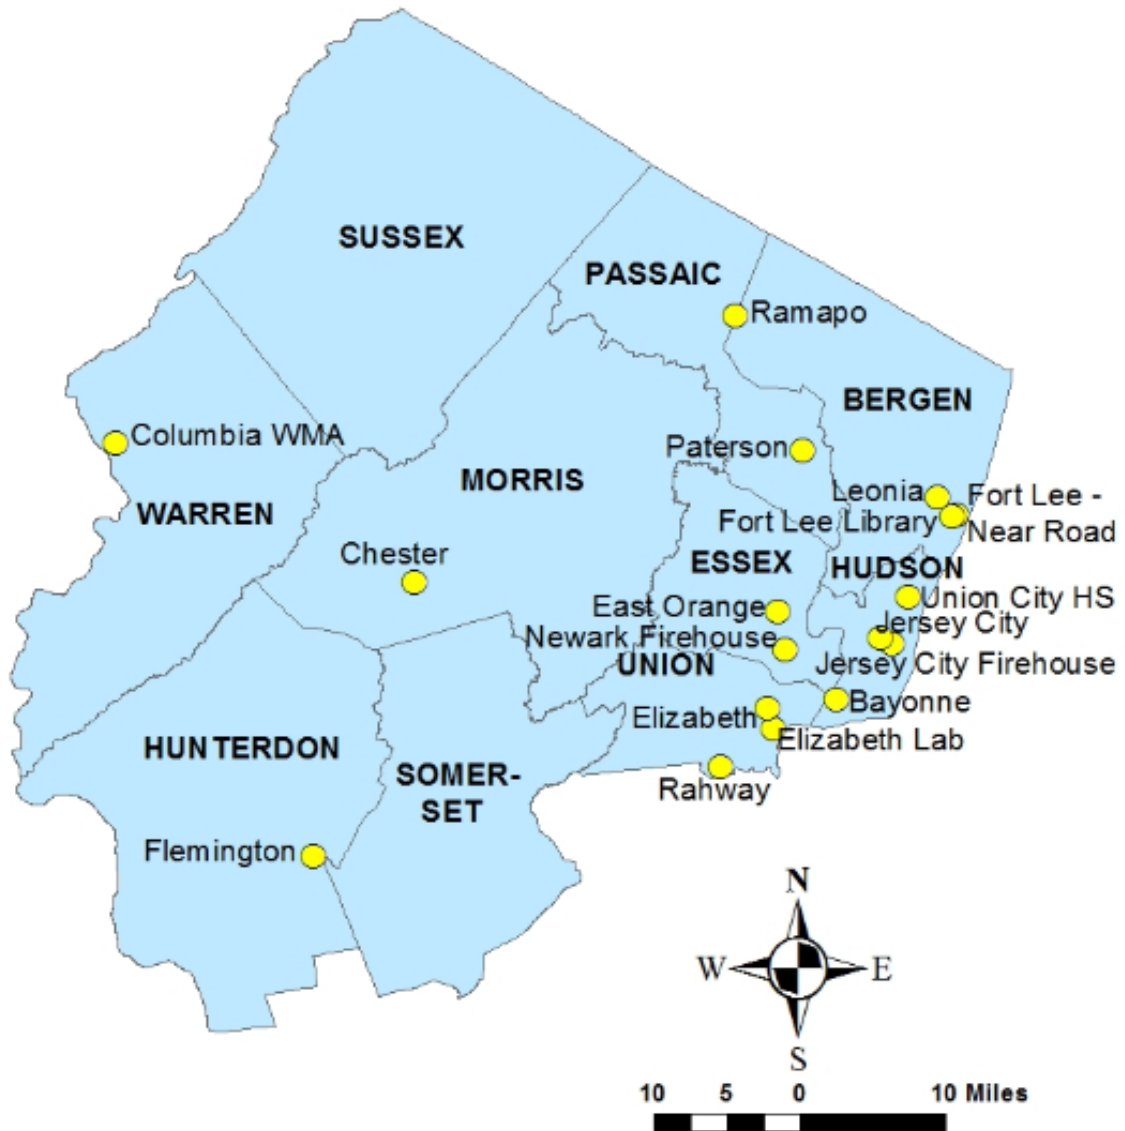 SUSSEX
PASSAIC
Ramapo
BERGEN
Columbia WMA
Paterson
MORRIS
Leonia
Fort Lee -
Near Road
WARREN
Fort Lee Library
Chester
ESSEX
HUDSON
Union City HS
East Orange
Jersey City
Newark Firehouse
UNION
Jersey City Firehouse
Bayonne
Elizabeth
Elizabeth Lab
HUNTERDON
SOMER-
SET
Rahway
Flemington
N
W
E
S
10 5 0 10 Miles